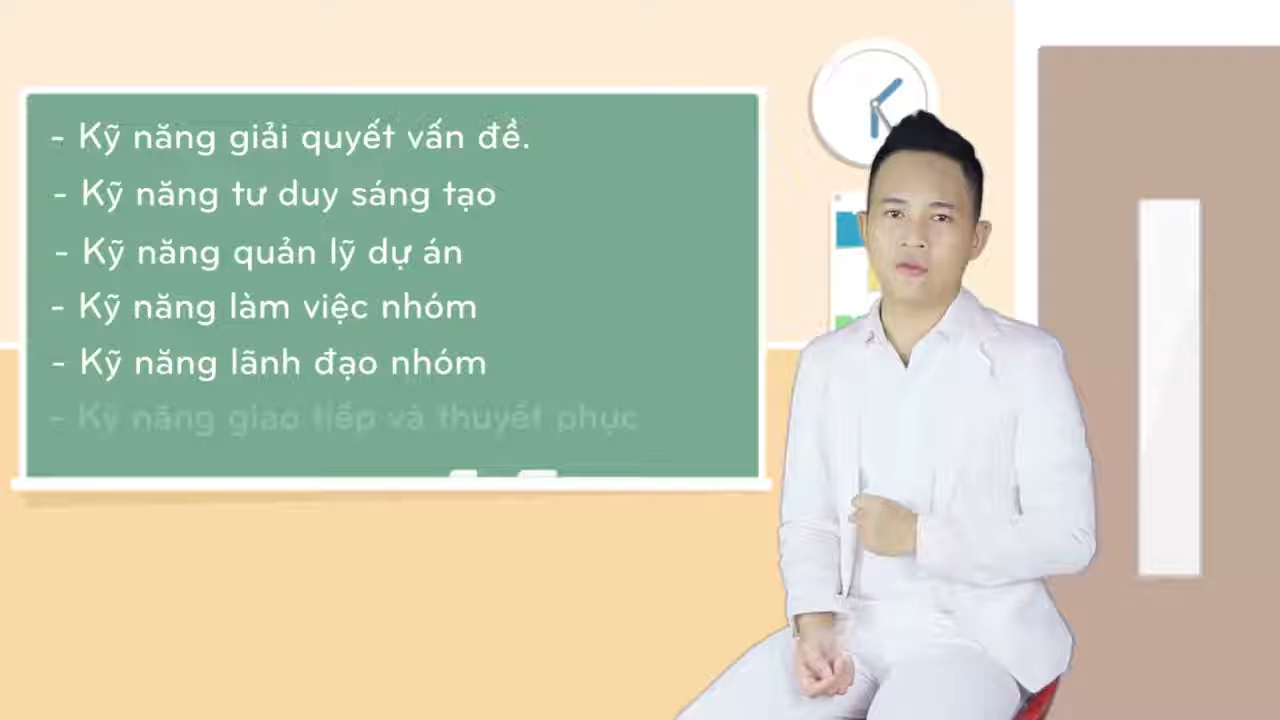 - Kỹ năng giải quyết vấn đề.
- Kỹ năng tư duy sáng tạo
- Kỹ năng quản lỹ dự án
- Kỹ năng làm việc nhóm
- Kỹ năng lãnh đạo nhóm
- Kỹ năng giao tiếp và thuyết phục